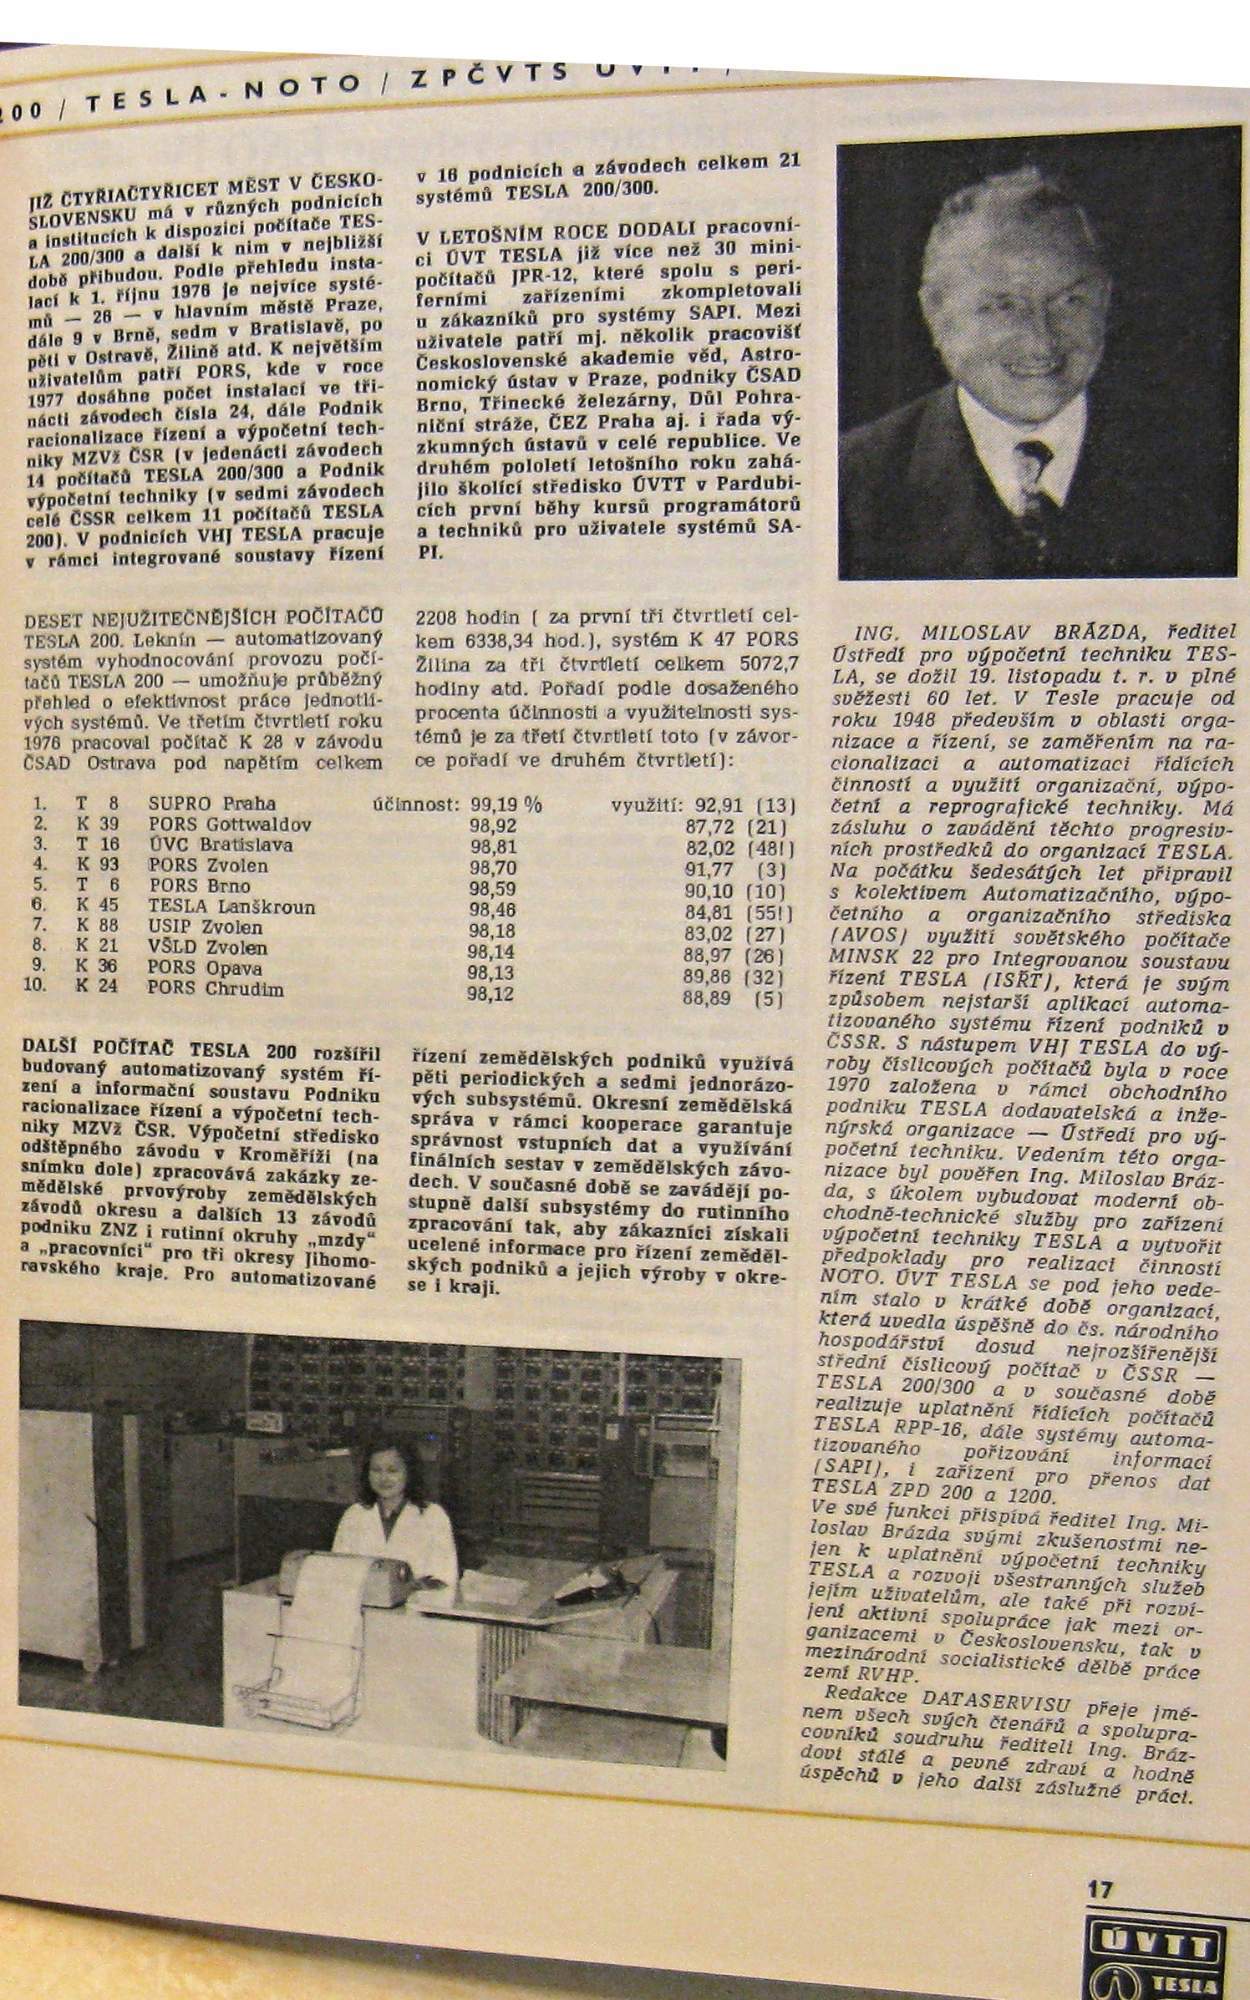 200 / TESLA-NOTO / ZPČVTS ÚVTT /
JIŽ ČTYŘIAČTYŘICET MĚST V ČESKO-
SLOVENSKU má v různých podnicích
a institucích k dispozici počítače TES-
LA 200/300 a další k nim v nejbližší
době přibudou. Podle přehledu insta-
lací k 1. říjnu 1976 je nejvíce systé-
mů — 26 — v hlavním městě Praze,
dále 9 v Brně, sedm v Bratislavě, po
pěti v Ostravě, Žilině atd. K největším
uživatelům patří PORS, kde v roce
1977 dosáhne počet instalací ve tři-
nácti závodech čísla 24, dále Podnik
racionalizace řízení a výpočetní tech-
niky MZVž ČSR (v jedenácti závodech
14 počítačů TESLA 200/300 a Podnik
výpočetní techniky (v sedmi závodech
celé ČSSR celkem 11 počítačů TESLA
200). V podnicích VHJ TESLA pracuje
v rámci integrované soustavy řízení
v 16 podnicích a závodech celkem 21
systémů TESLA 200/300.
V LETOŠNÍM ROCE DODALI pracovní-
ci ÚVT TESLA již více než 30 mini-
počítačů JPR-12, které spolu s peri-
ferními zařízeními zkompletovali
u zákazníků pro systémy SAPI. Mezi
uživatele patří mj. několik pracovišť
Československé akademie věd, Astro-
nomický ústav v Praze, podniky ČSAD
Brno, Třinecké železárny, Důl Pohra-
niční stráže, ČEZ Praha aj. i řada vý-
zkumných ústavů v celé republice. Ve
druhém pololetí letošního roku zahá-
jilo školící středisko ÚVTT v Pardubi-
cích první běhy kursů programátorů
a techniků pro uživatele systémů SA-
PI.
DESET NEJUŽITEČNĚJŠÍCH POČÍTAČŮ
TESLA 200. Leknín — automatizovaný
systém vyhodnocování provozu počí-
tačů TESLA 200 — umožňuje průběžný
přehled o efektivnost práce jednotli-
vých systémů. Ve třetím čtvrtletí roku
1976 pracoval počítač K 28 v závodu
ČSAD Ostrava pod napětím celkem
2208 hodin ( za první tři čtvrtletí cel-
kem 6338,34 hod.), systém K 47 PORS
Žilina za tři čtvrtletí celkem 5072,7
hodiny atd. Pořadí podle dosaženého
procenta účinnosti a využitelnosti sys-
témů je za třetí čtvrtletí toto (v závor-
ce pořadí ve druhém čtvrtletí):
1. T 8 SUPRO Praha účinnost: 99,19 % využití: 92,91 (13)
2. K 39 PORS Gottwaldov 98,92 87,72 (21)
3. T 16 ÚVC Bratislava 98,81 82,02 (48!)
4. K 93 PORS Zvolen 98,70 91,77 (3)
5. T 6 PORS Brno 98,59 90,10 (10)
6. K 45 TESLA Lanškroun 98,46 84,81 (55!)
7. K 88 USIP Zvolen 98,18 83,02 (27)
8. K 21 VŠLD Zvolen 98,14 88,97 (26)
9. K 36 PORS Opava 98,13 89,86 (32)
10. K 24 PORS Chrudim 98,12 88,89 (5)
DALŠÍ POČÍTAČ TESLA 200 rozšířil
budovaný automatizovaný systém ří-
zení a informační soustavu Podniku
racionalizace řízení a výpočetní tech-
niky MZVž ČSR. Výpočetní středisko
odštěpného závodu v Kroměříži (na
snímku dole) zpracovává zakázky ze-
mědělské prvovýroby zemědělských
závodů okresu a dalších 13 závodů
podniku ZNZ i rutinní okruhy „mzdy“
a „pracovníci“ pro tři okresy Jihomo-
ravského kraje. Pro automatizované
řízení zemědělských podniků využívá
pěti periodických a sedmi jednorázo-
vých subsystémů. Okresní zemědělská
správa v rámci kooperace garantuje
správnost vstupních dat a využívání
finálních sestav v zemědělských závo-
dech. V současné době se zavádějí po-
stupně další subsystémy do rutinního
zpracování tak, aby zákazníci získali
ucelené informace pro řízení zeměděl-
ských podniků a jejich výroby v okre-
se i kraji.
ING. MILOSLAV BRÁZDA, ředitel
Ústředí pro výpočetní techniku TES-
LA, se dožil 19. listopadu t. r. v plné
svěžesti 60 let. V Tesle pracuje od
roku 1948 především v oblasti orga-
nizace a řízení, se zaměřením na ra-
cionalizaci a automatizaci řídících
činností a využití organizační, výpo-
četní a reprografické techniky. Má
zásluhu o zavádění těchto progresiv-
ních prostředků do organizací TESLA.
Na počátku šedesátých let připravil
s kolektivem Automatizačního, výpo-
četního a organizačního střediska
(AVOS) využití sovětského počítače
MINSK 22 pro Integrovanou soustavu
řízení TESLA (ISŘT), která je svým
způsobem nejstarší aplikací automa-
tizovaného systému řízení podniků v
ČSSR. S nástupem VHJ TESLA do vý-
roby číslicových počítačů byla v roce
1970 založena v rámci obchodního
podniku TESLA dodavatelská a inže-
nýrská organizace — Ústředí pro vý-
početní techniku. Vedením této orga-
nizace byl pověřen Ing. Miloslav Bráz-
da, s úkolem vybudovat moderní ob-
chodně-technické služby pro zařízení
výpočetní techniky TESLA a vytvořit
předpoklady pro realizaci činností
NOTO. ÚVT TESLA se pod jeho vede-
ním stalo v krátké době organizací,
která uvedla úspěšně do čs. národního
hospodářství dosud nejrozšířenější
střední číslicový počítač v ČSSR —
TESLA 200/300 a v současné době
realizuje uplatnění řídících počítačů
TESLA RPP-16, dále systémy automa-
tizovaného pořizování informací
(SAPI), i zařízení pro přenos dat
TESLA ZPD 200 a 1200.
Ve své funkci přispívá ředitel Ing. Mi-
loslav Brázda svými zkušenostmi ne-
jen k uplatnění výpočetní techniky
TESLA a rozvoji všestranných služeb
jejím uživatelům, ale také při rozví-
jení aktivní spolupráce jak mezi or-
ganizacemi v Československu, tak v
mezinárodní socialistické dělbě práce
zemí RVHP.
Redakce DATASERVISU přeje jmé-
nem všech svých čtenářů a spolupra-
covníků soudruhu řediteli Ing. Bráz-
dovi stálé a pevné zdraví a hodně
úspěchů v jeho další záslužné práci.
17
ÚVTT
TESLA